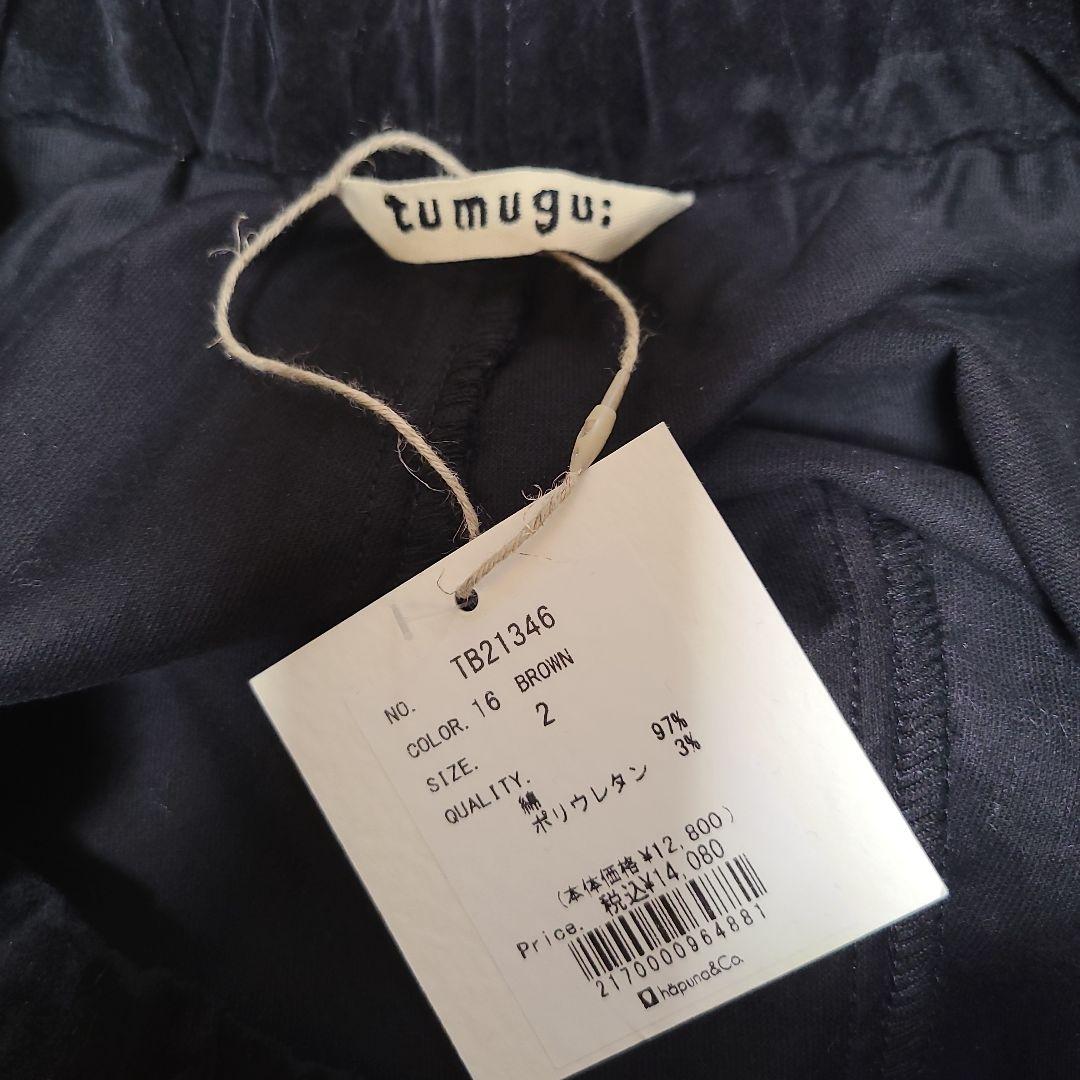 tumugu:
NO. TB21346
COLOR. 16 BROWN
SIZE. 2
QUALITY.
綿 97%
ポリウレタン 3%
(本体価格¥12,800)
Price. 税込¥14,080
2170000964881
hāpuna&Co.